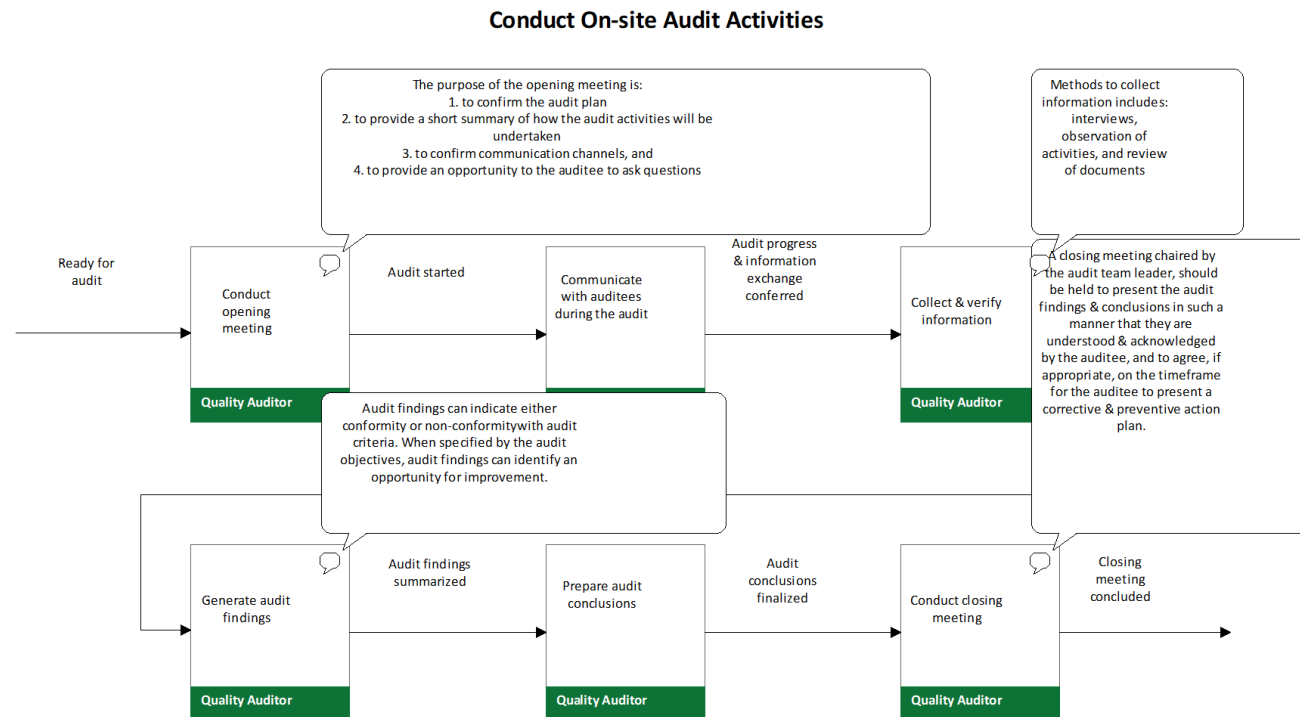 Conduct On-site Audit Activities
The purpose of the opening meeting is:
1. to confirm the audit plan
2. to provide a short summary of how the audit activities will be
undertaken
3. to confirm communication channels, and
4. to provide an opportunity to the auditee to ask questions
Methods to collect
information includes:
interviews,
observation of
activities, and review
of documents
Ready for
audit
Conduct
opening
meeting
Quality Auditor
Audit started
Communicate
with auditees
during the audit
Audit progress
& information
exchange
conferred
Collect & verify
information
Quality Auditor
A closing meeting chaired by
the audit team leader, should
be held to present the audit
findings & conclusions in such a
manner that they are
understood & acknowledged
by the auditee, and to agree, if
appropriate, on the timeframe
for the auditee to present a
corrective & preventive action
plan.
Audit findings can indicate either
conformity or non-conformitywith audit
criteria. When specified by the audit
objectives, audit findings can identify an
opportunity for improvement.
Generate audit
findings
Quality Auditor
Audit findings
summarized
Prepare audit
conclusions
Quality Auditor
Audit
conclusions
finalized
Conduct closing
meeting
Quality Auditor
Closing
meeting
concluded